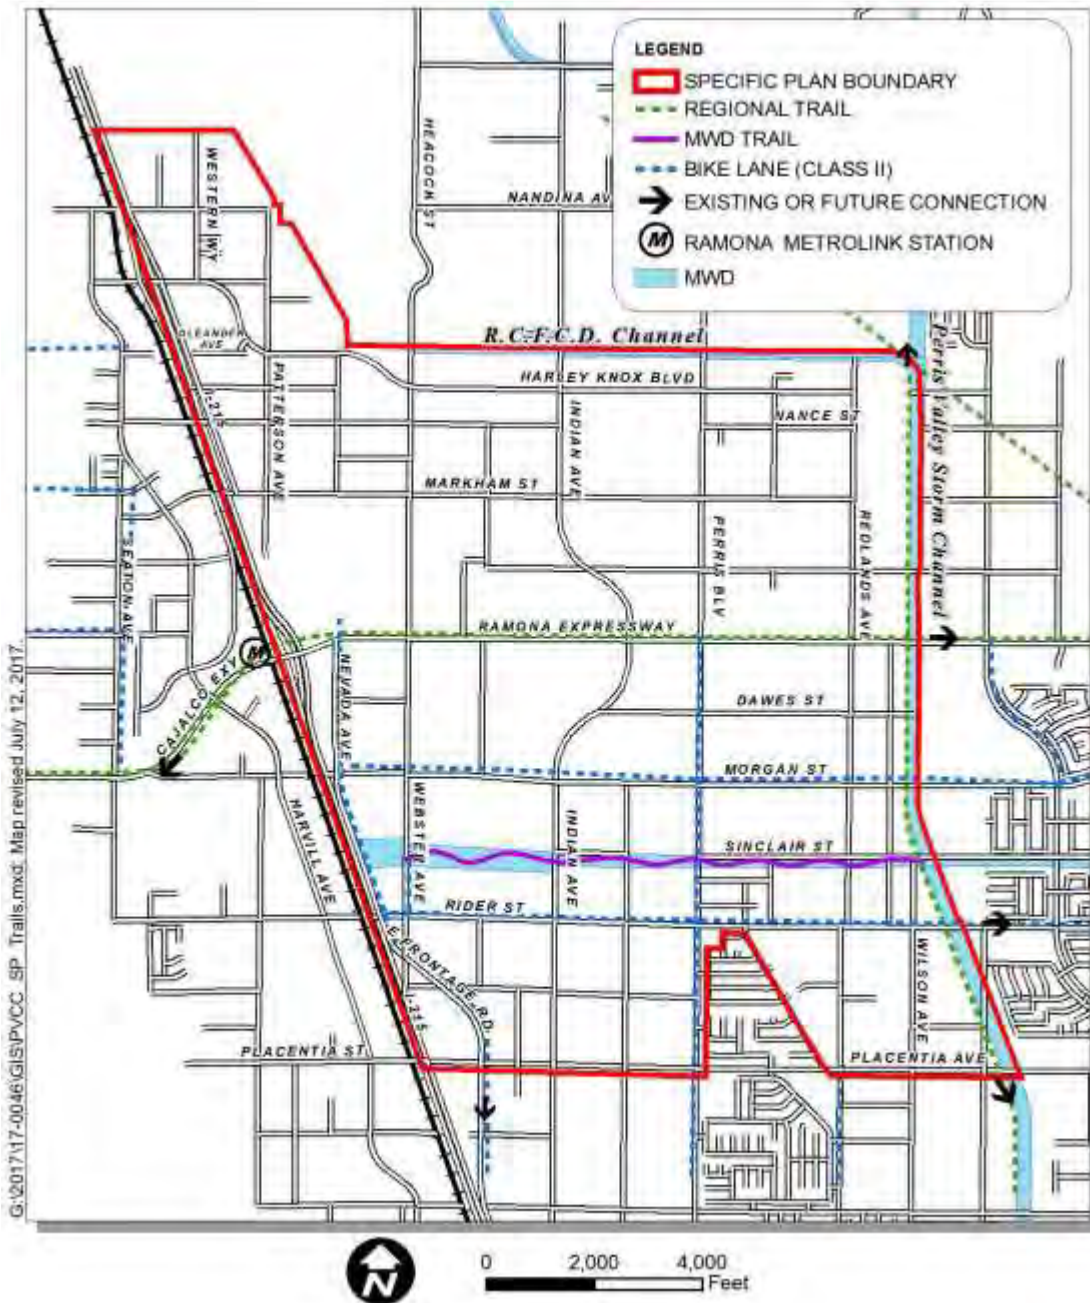 LEGEND
SPECIFIC PLAN BOUNDARY
REGIONAL TRAIL
MWD TRAIL
BIKE LANE (CLASS II)
EXISTING OR FUTURE CONNECTION
M RAMONA METROLINK STATION
MWD
HEACOCK ST
WESTERN WY
NANDINA AV
R.C.F.C.D. Channel
Perris Valley Storm Channel
OLEANDER AVE
HARLEY KNOX BLVD
PATTERSON AVE
I-215
INDIAN AVE
NANCE ST
MARKHAM ST
PERRIS BLV
REDLANDS AVE
SEATON AVE
RAMONA EXPRESSWAY
M
CAJALCO EXY
NEVADA AVE
DAWES ST
MORGAN ST
HARVILL AVE
WEBSTER AVE
INDIAN AVE
SINCLAIR ST
RIDER ST
E FRONTAGE RD
WILSON AVE
I-215
PLACENTIA ST
PLACENTIA AVE
G:\2017\17-0046\GIS\PVCC_SP_Trails.mxd; Map revised July 12, 2017.
N
0 2,000 4,000
Feet